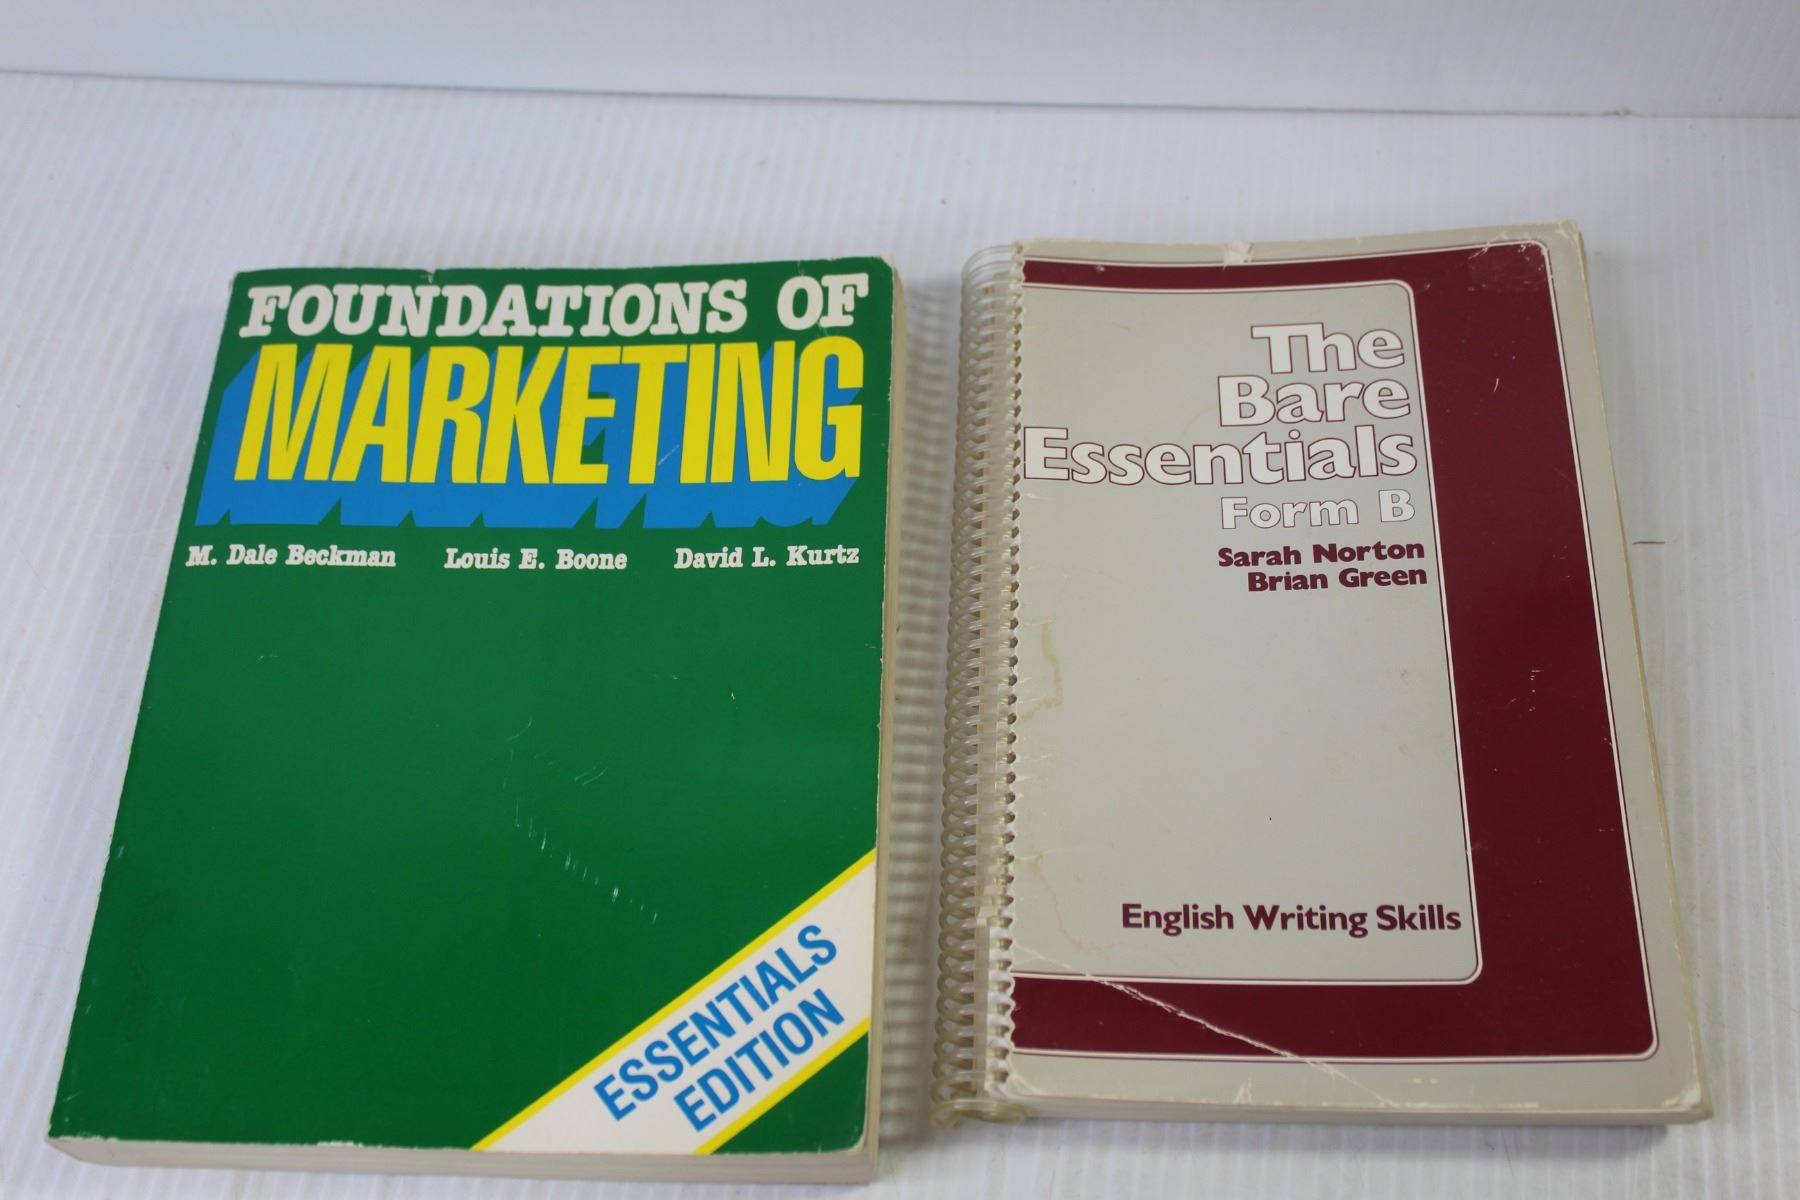 FOUNDATIONS OF
MARKETING
M. Dale Beckman Louis E. Boone David L. Kurtz
ESSENTIALS
EDITION
The
Bare
Essentials
Form B
Sarah Norton
Brian Green
English Writing Skills